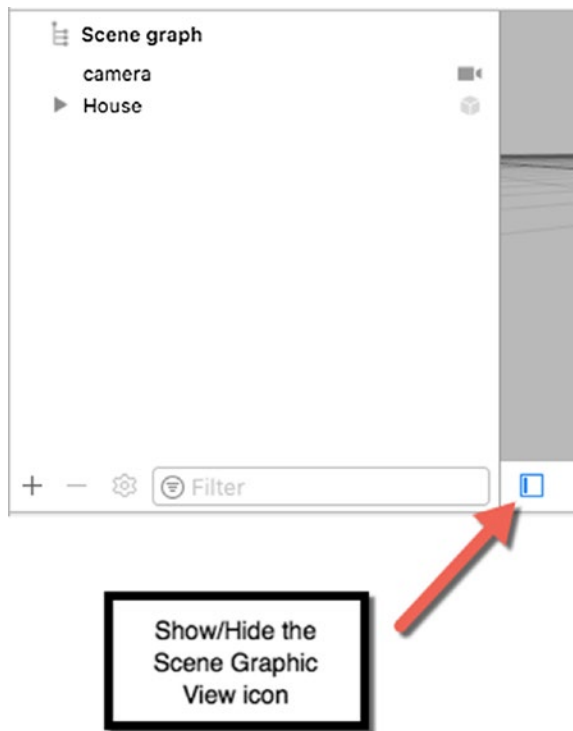 Scene graph
camera
House
Filter
Show/Hide the
Scene Graphic
View icon